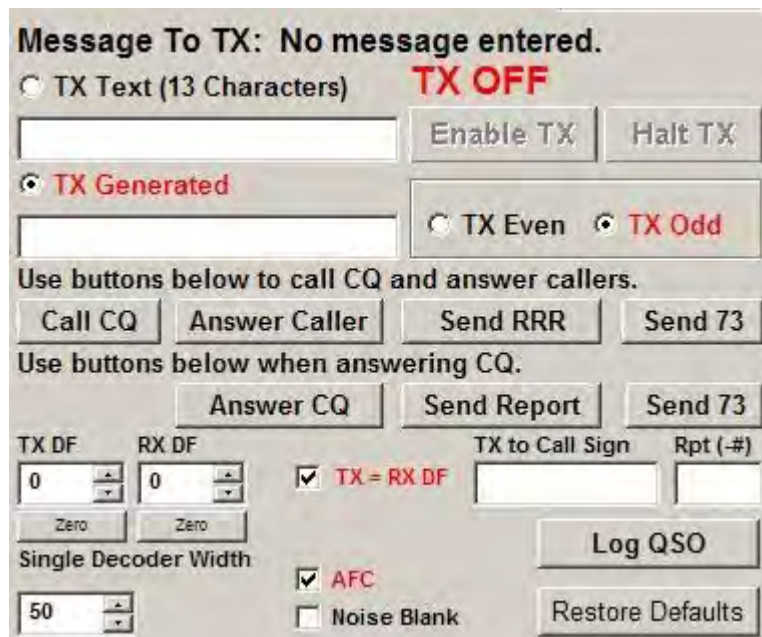 Message To TX: No message entered.
TX Text (13 Characters) TX OFF
Enable TX Halt TX
TX Generated
TX Even TX Odd
Use buttons below to call CQ and answer callers.
Call CQ Answer Caller Send RRR Send 73
Use buttons below when answering CQ.
Answer CQ Send Report Send 73
TX DF RX DF TX to Call Sign Rpt (-#)
0 0 TX = RX DF
Zero Zero
Log QSO
Single Decoder Width
AFC
50 Noise Blank Restore Defaults